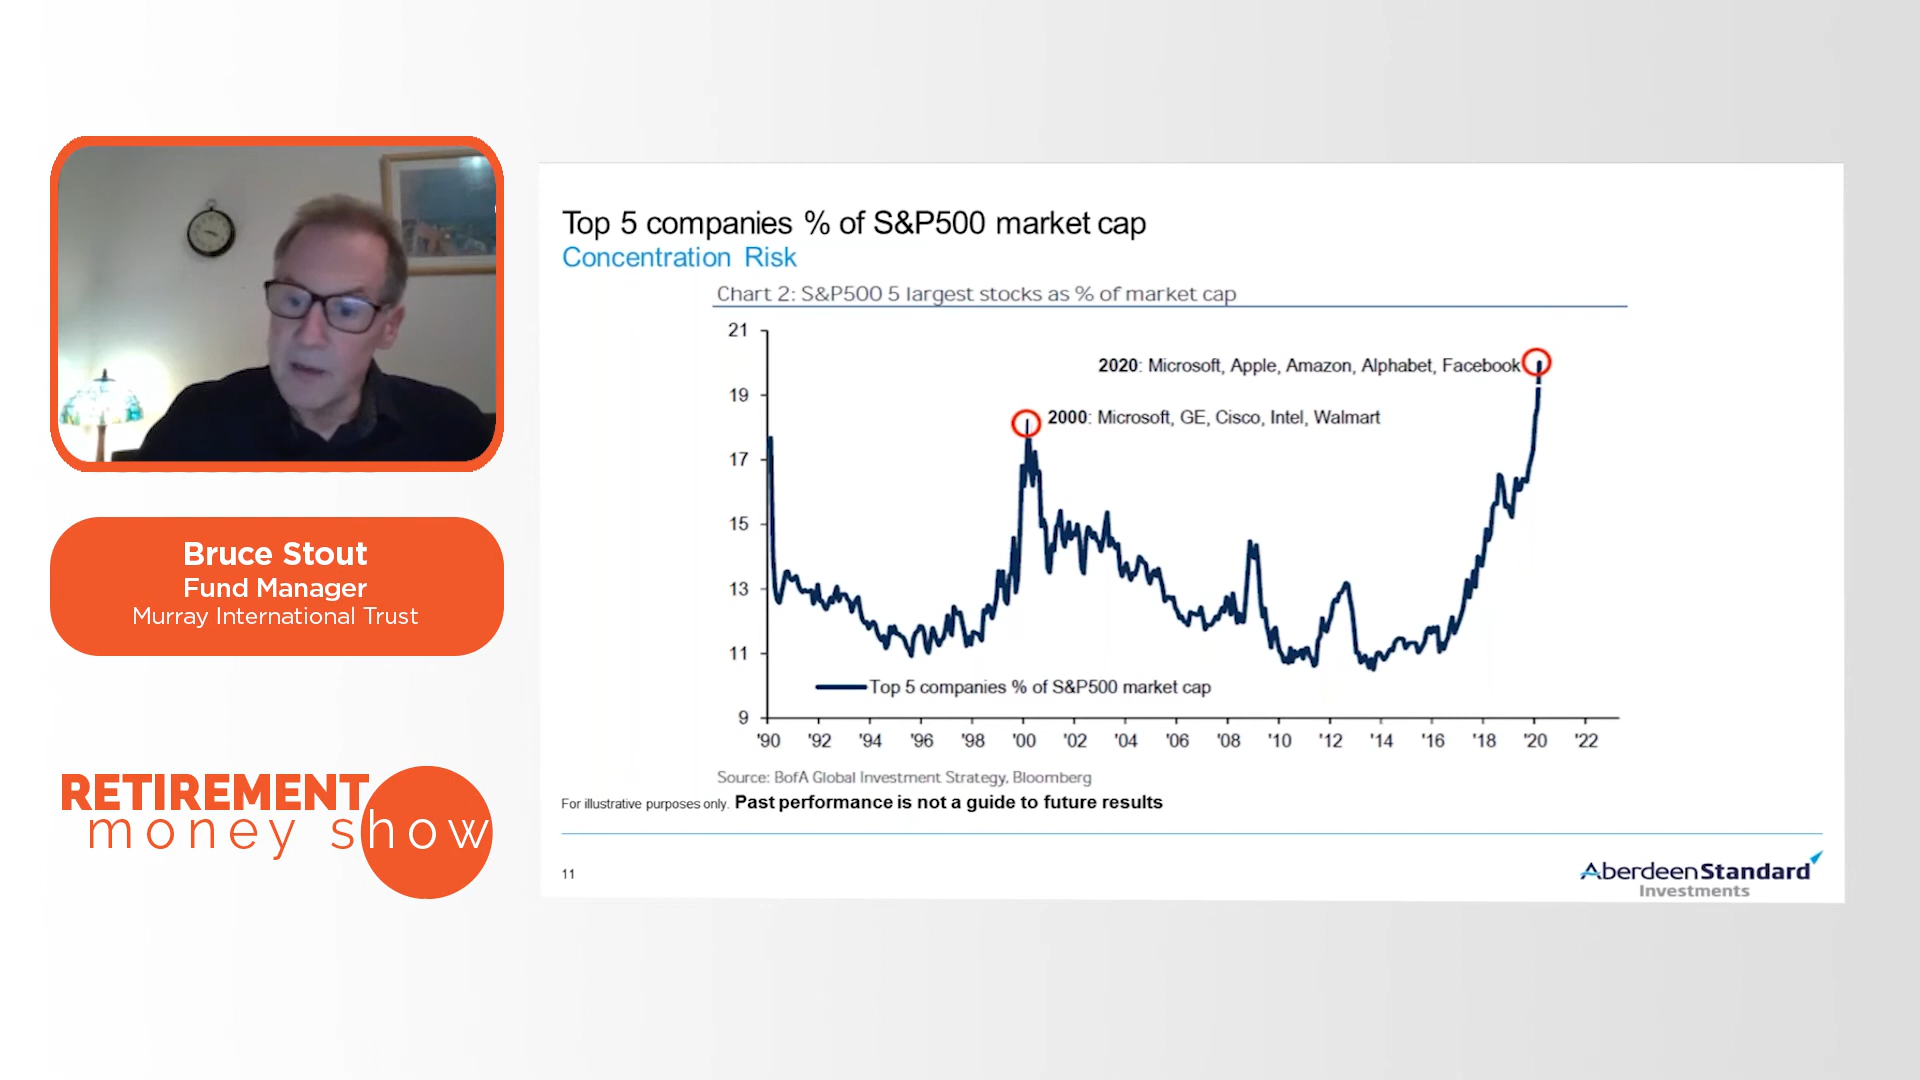 Bruce Stout
Fund Manager
Murray International Trust
RETIREMENT
money show
Top 5 companies % of S&P500 market cap
Concentration Risk
Chart 2: S&P500 5 largest stocks as % of market cap
21
19
17
15
13
11
9
2020: Microsoft, Apple, Amazon, Alphabet, Facebook
2000: Microsoft, GE, Cisco, Intel, Walmart
Top 5 companies % of S&P500 market cap
'90 '92 '94 '96 '98 '00 '02 '04 '06 '08 '10 '12 '14 '16 '18 '20 '22
Source: BofA Global Investment Strategy, Bloomberg
For illustrative purposes only. Past performance is not a guide to future results
11
Aberdeen Standard
Investments